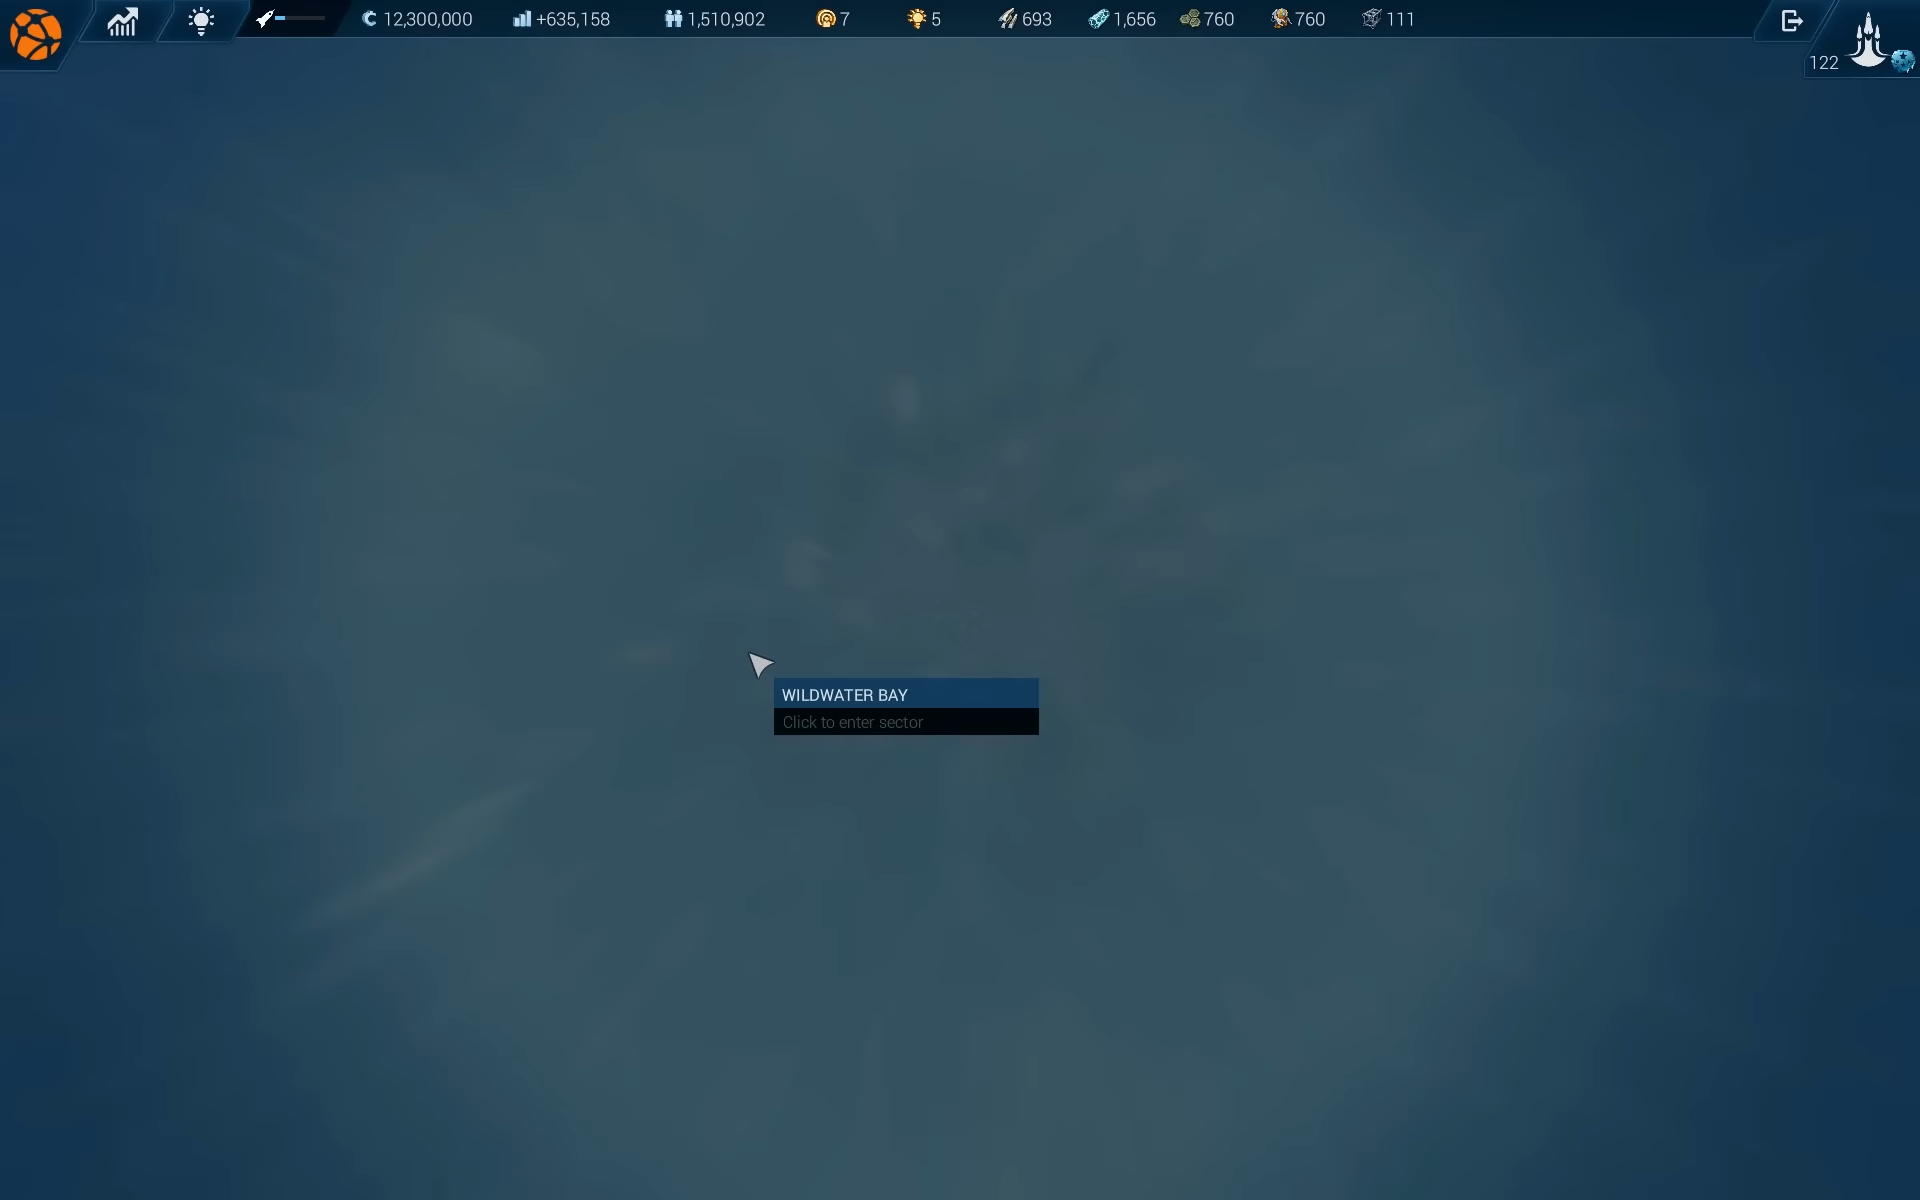 12,300,000 +635,158 1,510,902 7 5 693 1,656 760 760 111
122
WILDWATER BAY
Click to enter sector